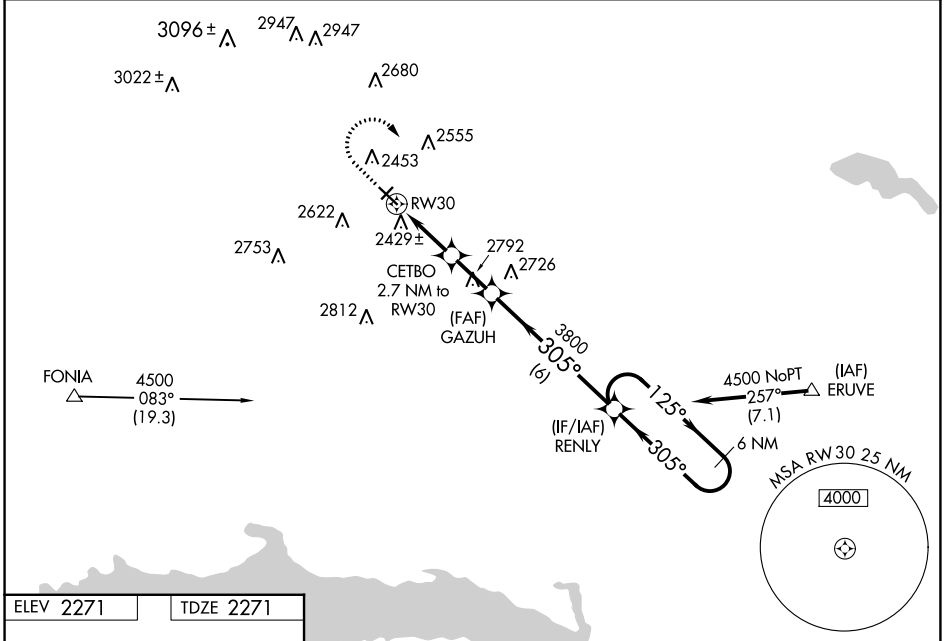 3096 ±
2947
2947
3022 ±
2680
2555
2453
RW30
2622
2429 ±
2753
2792
2726
CETBO
2.7 NM to
RW30
2812
(FAF)
GAZUH
3800
305°
(6)
FONIA
4500
083°
(19.3)
4500 NoPT
257°
(7.1)
(IAF)
ERUVE
125°
(IF/IAF)
RENLY
305°
6 NM
MSA RW30 25 NM
4000
ELEV 2271
TDZE 2271